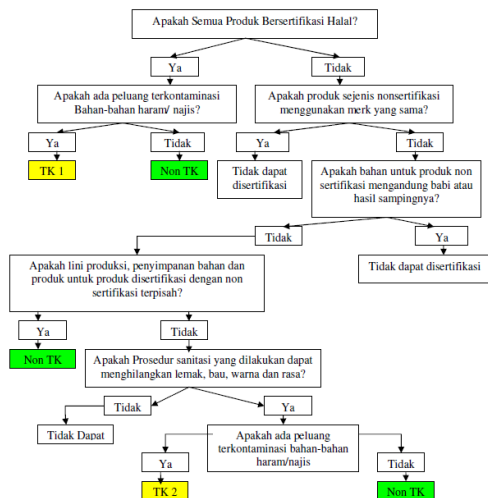 Apakah Semua Produk Bersertifikasi Halal?
Ya
Tidak
Apakah ada peluang terkontaminasi
Bahan-bahan haram/ najis?
Apakah produk sejenis nonsertifikasi
menggunakan merk yang sama?
Ya
Tidak
Ya
Tidak
TK 1
Non TK
Tidak dapat
disertifikasi
Apakah bahan untuk produk non
sertifikasi mengandung babi atau
hasil sampingnya?
Tidak
Ya
Apakah lini produksi, penyimpanan bahan dan
produk untuk produk disertifikasi dengan non
sertifikasi terpisah?
Tidak dapat disertifikasi
Ya
Tidak
Non TK
Apakah Prosedur sanitasi yang dilakukan dapat
menghilangkan lemak, bau, warna dan rasa?
Tidak
Ya
Tidak Dapat
Apakah ada peluang
terkontaminasi bahan-bahan
haram/najis
Ya
Tidak
TK 2
Non TK